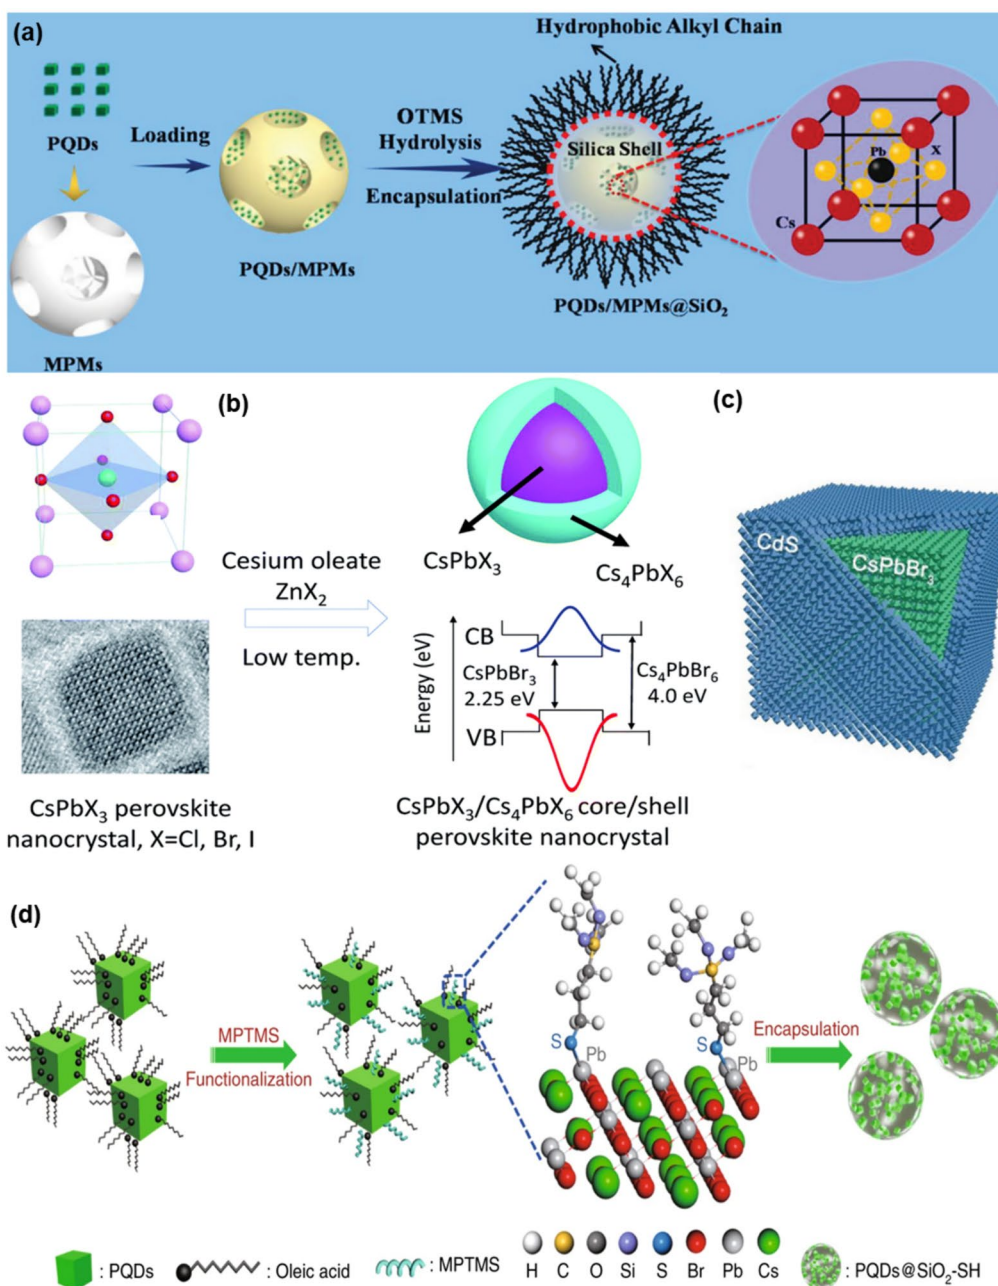 (a)
Hydrophobic Alkyl Chain
PQDs
Loading
OTMS
Hydrolysis
Encapsulation
Silica Shell
Pb
X
Cs
PQDs/MPMs
PQDs/MPMs@SiO₂
MPMs
(b)
Cesium oleate
ZnX₂
Low temp.
CsPbX₃
Cs₄PbX₆
Energy (eV)
CB
CsPbBr₃
2.25 eV
Cs₄PbBr₆
4.0 eV
VB
CsPbX₃ perovskite
nanocrystal, X=Cl, Br, I
CsPbX₃/Cs₄PbX₆ core/shell
perovskite nanocrystal
(c)
CdS
CsPbBr₃
(d)
MPTMS
Functionalization
S
Pb
S
Pb
Encapsulation
: PQDs
: Oleic acid
: MPTMS
H C O Si S Br Pb Cs
: PQDs@SiO₂-SH